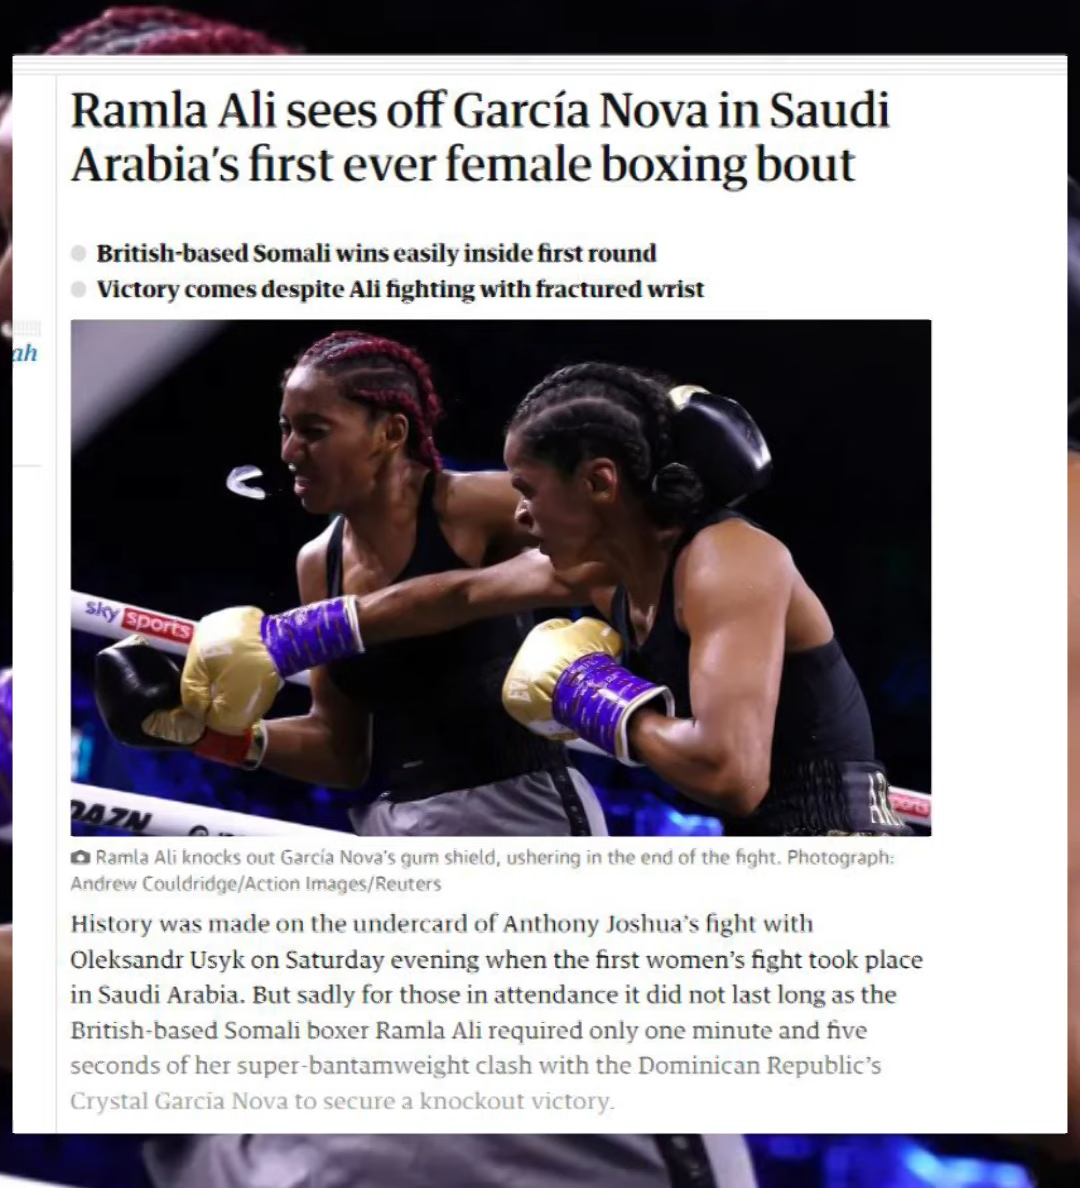 Ramla Ali sees off García Nova in Saudi
Arabia's first ever female boxing bout
British-based Somali wins easily inside first round
Victory comes despite Ali fighting with fractured wrist
ah
sky sports
DAZN
AR
ports
Ramla Ali knocks out García Nova's gum shield, ushering in the end of the fight. Photograph:
Andrew Couldridge/Action Images/Reuters
History was made on the undercard of Anthony Joshua's fight with
Oleksandr Usyk on Saturday evening when the first women's fight took place
in Saudi Arabia. But sadly for those in attendance it did not last long as the
British-based Somali boxer Ramla Ali required only one minute and five
seconds of her super-bantamweight clash with the Dominican Republic's
Crystal García Nova to secure a knockout victory.